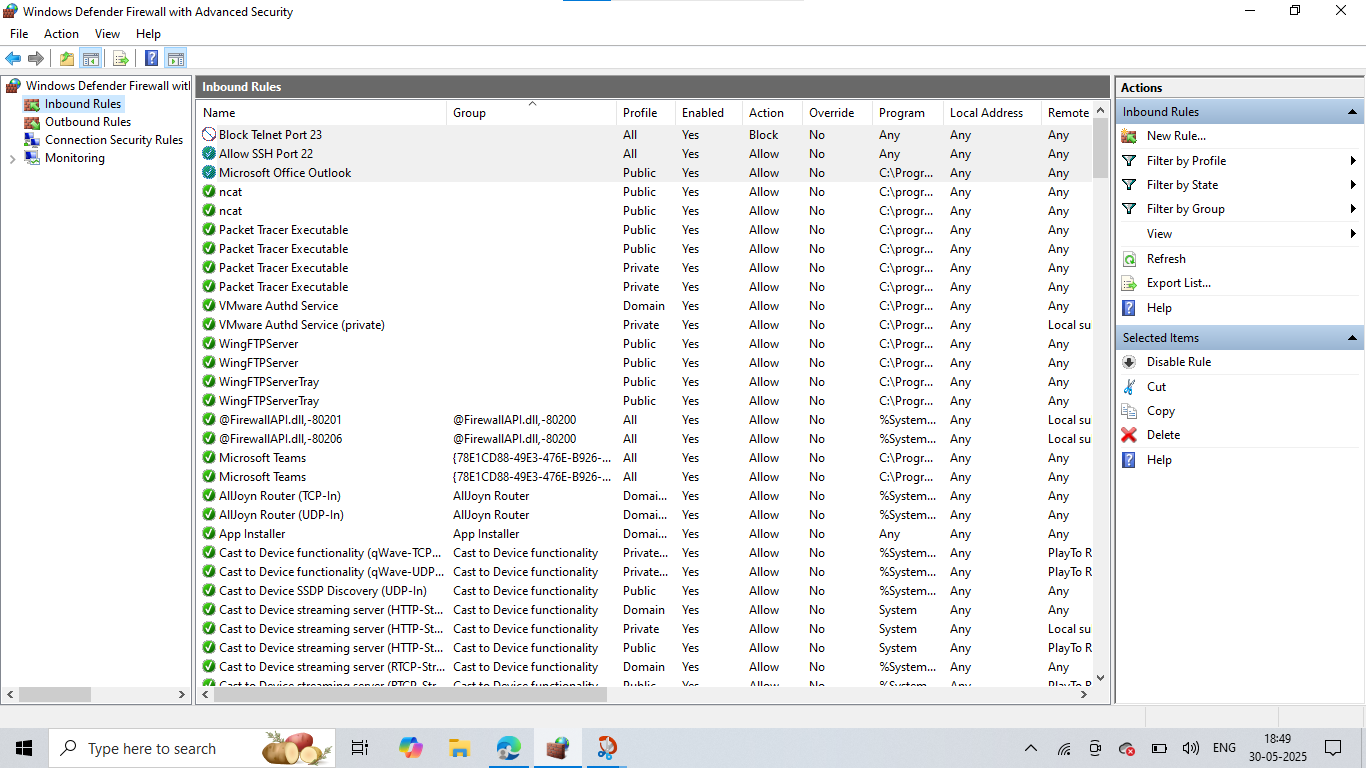 Windows Defender Firewall with Advanced Security
File Action View Help
Windows Defender Firewall witl
Inbound Rules
Outbound Rules
Connection Security Rules
Monitoring
Inbound Rules
Name Group Profile Enabled Action Override Program Local Address Remote
Block Telnet Port 23 All Yes Block No Any Any Any
Allow SSH Port 22 All Yes Allow No Any Any Any
Microsoft Office Outlook Public Yes Allow No C:\Progr... Any Any
ncat Public Yes Allow No C:\progr... Any Any
ncat Public Yes Allow No C:\progr... Any Any
Packet Tracer Executable Public Yes Allow No C:\progr... Any Any
Packet Tracer Executable Public Yes Allow No C:\progr... Any Any
Packet Tracer Executable Private Yes Allow No C:\progr... Any Any
Packet Tracer Executable Private Yes Allow No C:\progr... Any Any
VMware Authd Service Domain Yes Allow No C:\Progr... Any Any
VMware Authd Service (private) Private Yes Allow No C:\Progr... Any Local su
WingFTPServer Public Yes Allow No C:\Progr... Any Any
WingFTPServer Public Yes Allow No C:\Progr... Any Any
WingFTPServerTray Public Yes Allow No C:\Progr... Any Any
WingFTPServerTray Public Yes Allow No C:\Progr... Any Any
@FirewallAPI.dll,-80201 @FirewallAPI.dll,-80200 All Yes Allow No %System... Any Local su
@FirewallAPI.dll,-80206 @FirewallAPI.dll,-80200 All Yes Allow No %System... Any Local su
Microsoft Teams {78E1CD88-49E3-476E-B926-... All Yes Allow No C:\Progr... Any Any
Microsoft Teams {78E1CD88-49E3-476E-B926-... All Yes Allow No C:\Progr... Any Any
AllJoyn Router (TCP-In) AllJoyn Router Domai... Yes Allow No %System... Any Any
AllJoyn Router (UDP-In) AllJoyn Router Domai... Yes Allow No %System... Any Any
App Installer App Installer Domai... Yes Allow No Any Any Any
Cast to Device functionality (qWave-TCP... Cast to Device functionality Private... Yes Allow No %System... Any PlayTo R
Cast to Device functionality (qWave-UDP... Cast to Device functionality Private... Yes Allow No %System... Any PlayTo R
Cast to Device SSDP Discovery (UDP-In) Cast to Device functionality Public Yes Allow No %System... Any Any
Cast to Device streaming server (HTTP-St... Cast to Device functionality Domain Yes Allow No System Any Any
Cast to Device streaming server (HTTP-St... Cast to Device functionality Private Yes Allow No System Any Local su
Cast to Device streaming server (HTTP-St... Cast to Device functionality Public Yes Allow No System Any PlayTo R
Cast to Device streaming server (RTCP-Str... Cast to Device functionality Domain Yes Allow No %System... Any Any
Actions
Inbound Rules
New Rule...
Filter by Profile
Filter by State
Filter by Group
View
Refresh
Export List...
Help
Selected Items
Disable Rule
Cut
Copy
Delete
Help
Type here to search
ENG
18:49
30-05-2025